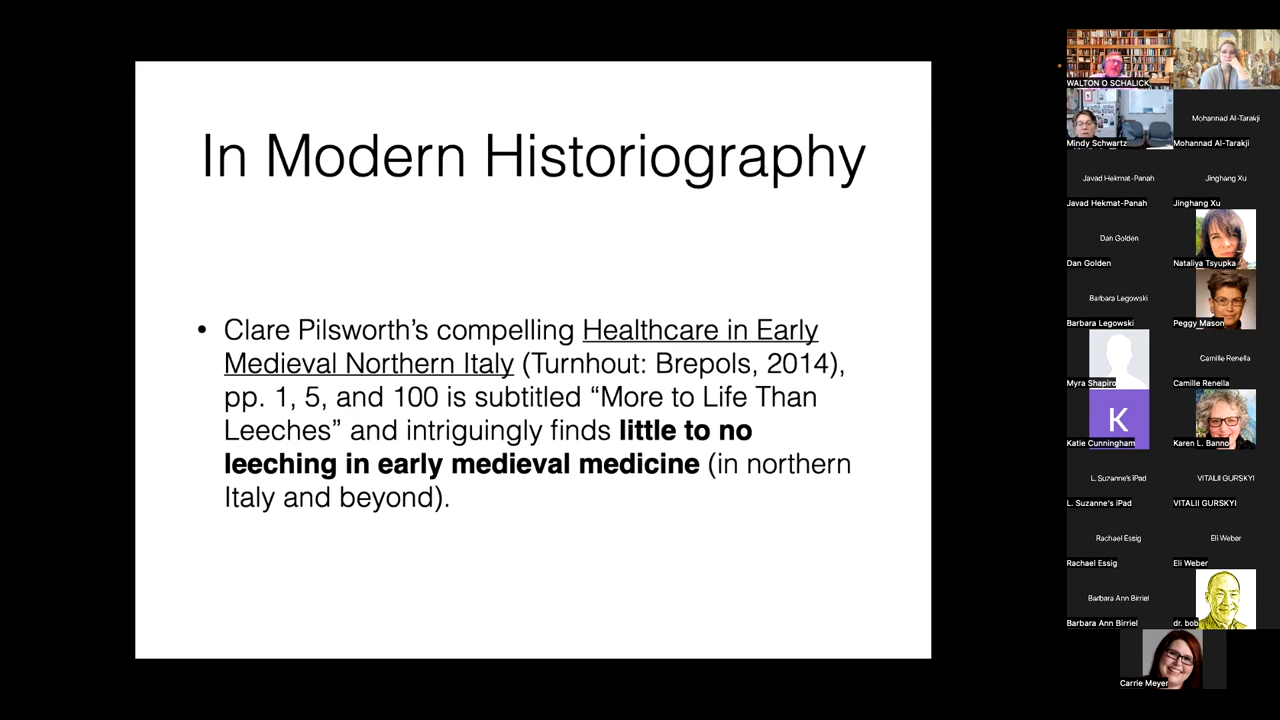 In Modern Historiography
• Clare Pilsworth’s compelling Healthcare in Early
Medieval Northern Italy (Turnhout: Brepols, 2014),
pp. 1, 5, and 100 is subtitled “More to Life Than
Leeches” and intriguingly finds little to no
leeching in early medieval medicine (in northern
Italy and beyond).
WALTON O SCHALICK
Mindy Schwartz
Mohannad Al-Tarakji
Mohannad Al-Tarakji
Javad Hekmat-Panah
Javad Hekmat-Panah
Jinghang Xu
Jinghang Xu
Dan Golden
Dan Golden
Nataliya Tsyupka
Barbara Legowski
Barbara Legowski
Peggy Mason
Myra Shapiro
Camille Renella
Camille Renella
K
Katie Cunningham
Karen L. Banno
L. Suzanne's iPad
L. Suzanne's iPad
VITALII GURSKYI
VITALII GURSKYI
Rachael Essig
Rachael Essig
Eli Weber
Eli Weber
Barbara Ann Birriel
Barbara Ann Birriel
dr. bob
Carrie Meyer